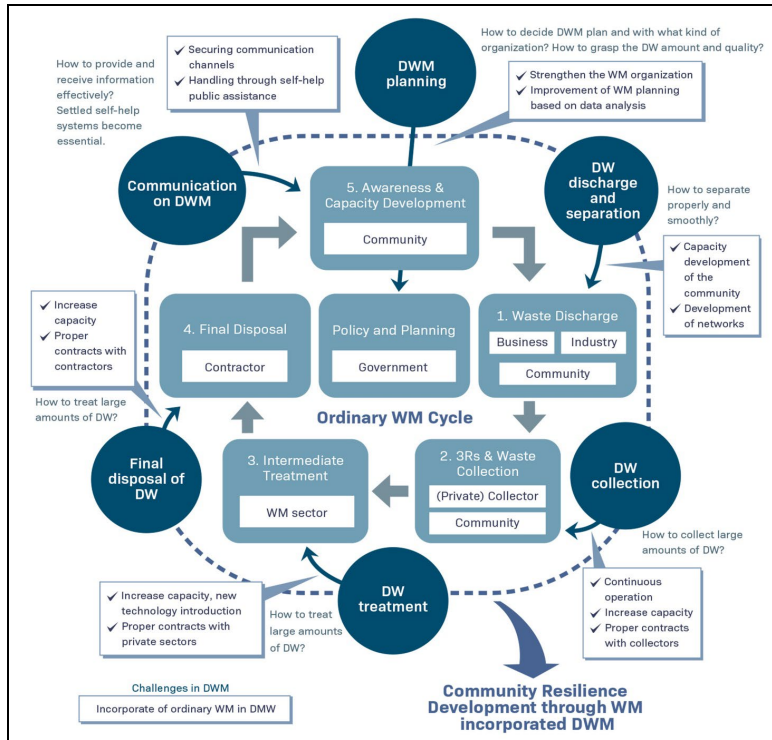 How to decide DWM plan and with what kind of
organization? How to grasp the DW amount and quality?
DWM
planning
✓ Strengthen the WM organization
✓ Improvement of WM planning
based on data analysis
✓ Securing communication
channels
✓ Handling through self-help
public assistance
How to provide and
receive information
effectively?
Settled self-help
systems become
essential.
Communication
on DWM
5. Awareness &
Capacity Development
Community
DW
discharge
and
separation
How to separate
properly and
smoothly?
✓ Capacity
development
of the
community
✓ Development
of networks
✓ Increase
capacity
✓ Proper
contracts with
contractors
4. Final Disposal
Contractor
Policy and Planning
Government
1. Waste Discharge
Business
Industry
Community
How to treat large
amounts of DW?
Ordinary WM Cycle
Final
disposal of
DW
3. Intermediate
Treatment
WM sector
2. 3Rs & Waste
Collection
(Private) Collector
Community
DW
collection
How to collect large
amounts of DW?
✓ Continuous
operation
✓ Increase capacity
✓ Proper contracts
with collectors
✓ Increase capacity, new
technology introduction
✓ Proper contracts with
private sectors
How to treat
large amounts
of DW?
DW
treatment
Challenges in DWM
Incorporate of ordinary WM in DMW
Community Resilience
Development through WM
incorporated DWM